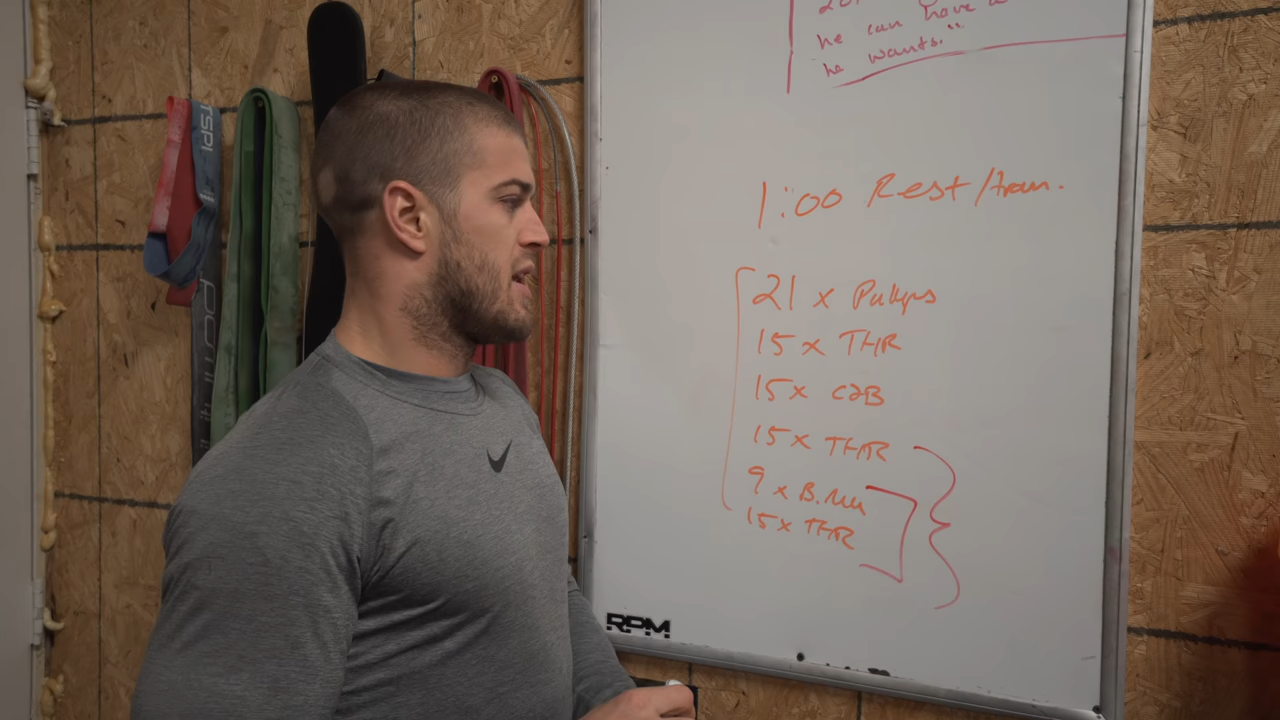 he can have a
he wants."
1:00 Rest/tran.
21 x Pullups
15 x THR
15 x C2B
15 x THR
9 x B.MU
15 x THR
RPM
TSPL